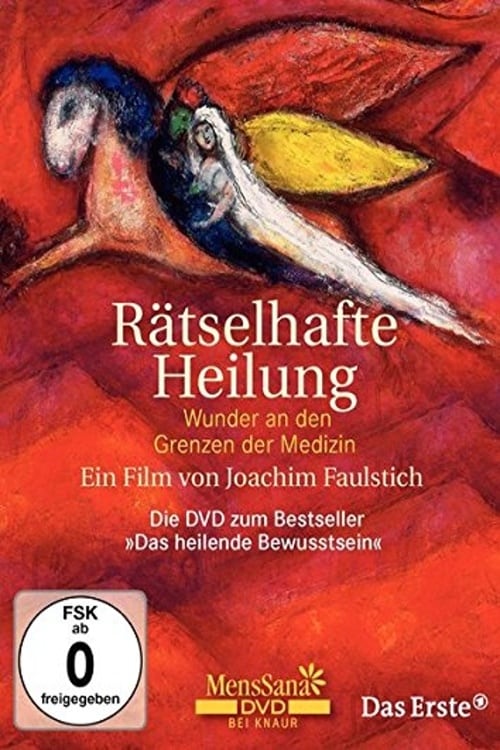 Rätselhafte
Heilung
Wunder an den
Grenzen der Medizin
Ein Film von Joachim Faulstich
Die DVD zum Bestseller
»Das heilende Bewusstsein«
FSK
ab
0
freigegeben
MensSana
DVD
BEI KNAUR
Das Erste